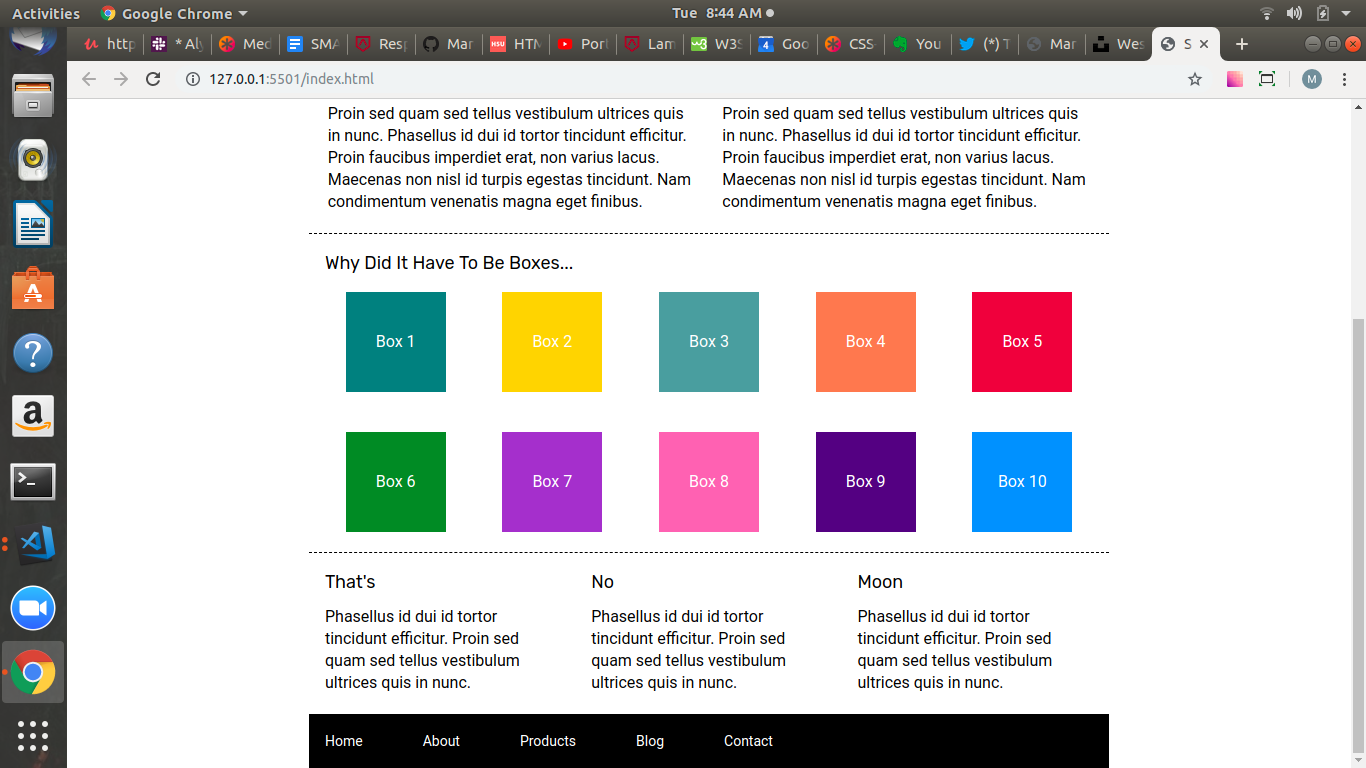 Activities
Google Chrome
Tue 8:44 AM
http
* Aly
Med
SMA
Resp
Mar
HSU
HTM
Port
Lam
W3S
4
Goo
CSS
You
(*) T
Mar
Wes
S
127.0.0.1:5501/index.html
M
Proin sed quam sed tellus vestibulum ultrices quis
in nunc. Phasellus id dui id tortor tincidunt efficitur.
Proin faucibus imperdiet erat, non varius lacus.
Maecenas non nisl id turpis egestas tincidunt. Nam
condimentum venenatis magna eget finibus.
Proin sed quam sed tellus vestibulum ultrices quis
in nunc. Phasellus id dui id tortor tincidunt efficitur.
Proin faucibus imperdiet erat, non varius lacus.
Maecenas non nisl id turpis egestas tincidunt. Nam
condimentum venenatis magna eget finibus.
Why Did It Have To Be Boxes...
Box 1
Box 2
Box 3
Box 4
Box 5
Box 6
Box 7
Box 8
Box 9
Box 10
That's
Phasellus id dui id tortor
tincidunt efficitur. Proin sed
quam sed tellus vestibulum
ultrices quis in nunc.
No
Phasellus id dui id tortor
tincidunt efficitur. Proin sed
quam sed tellus vestibulum
ultrices quis in nunc.
Moon
Phasellus id dui id tortor
tincidunt efficitur. Proin sed
quam sed tellus vestibulum
ultrices quis in nunc.
Home About Products Blog Contact